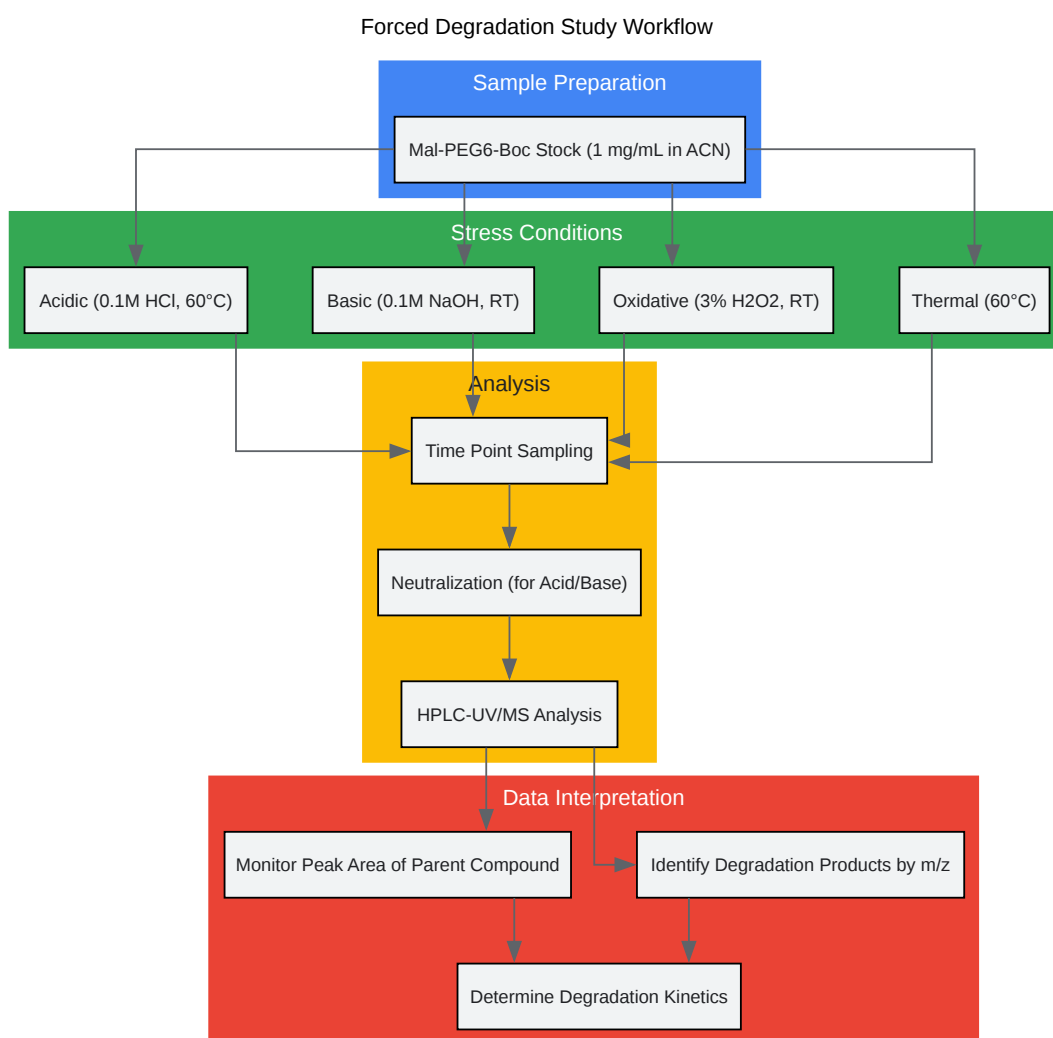 Forced Degradation Study Workflow
Sample Preparation
Mal-PEG6-Boc Stock (1 mg/mL in ACN)
Stress Conditions
Acidic (0.1M HCl, 60°C)
Basic (0.1M NaOH, RT)
Oxidative (3% H2O2, RT)
Thermal (60°C)
Analysis
Time Point Sampling
Neutralization (for Acid/Base)
HPLC-UV/MS Analysis
Data Interpretation
Monitor Peak Area of Parent Compound
Identify Degradation Products by m/z
Determine Degradation Kinetics